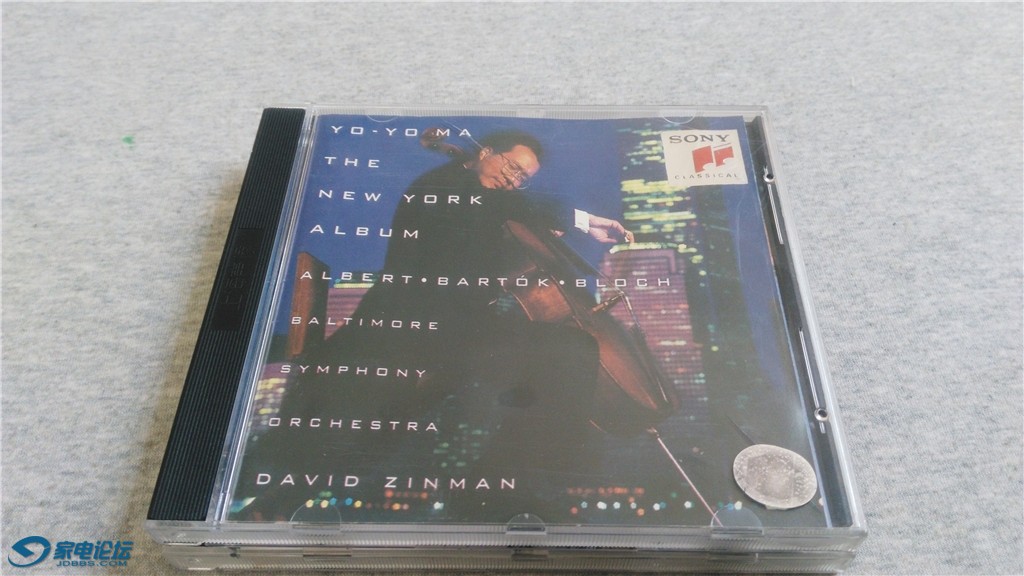 YO-YO MA
THE
NEW YORK
ALBUM
ALBERT • BARTÓK • BLOCH
BALTIMORE
SYMPHONY
ORCHESTRA
DAVID ZINMAN
SONY
CLASSICAL
家电论坛
JDBBS.COM